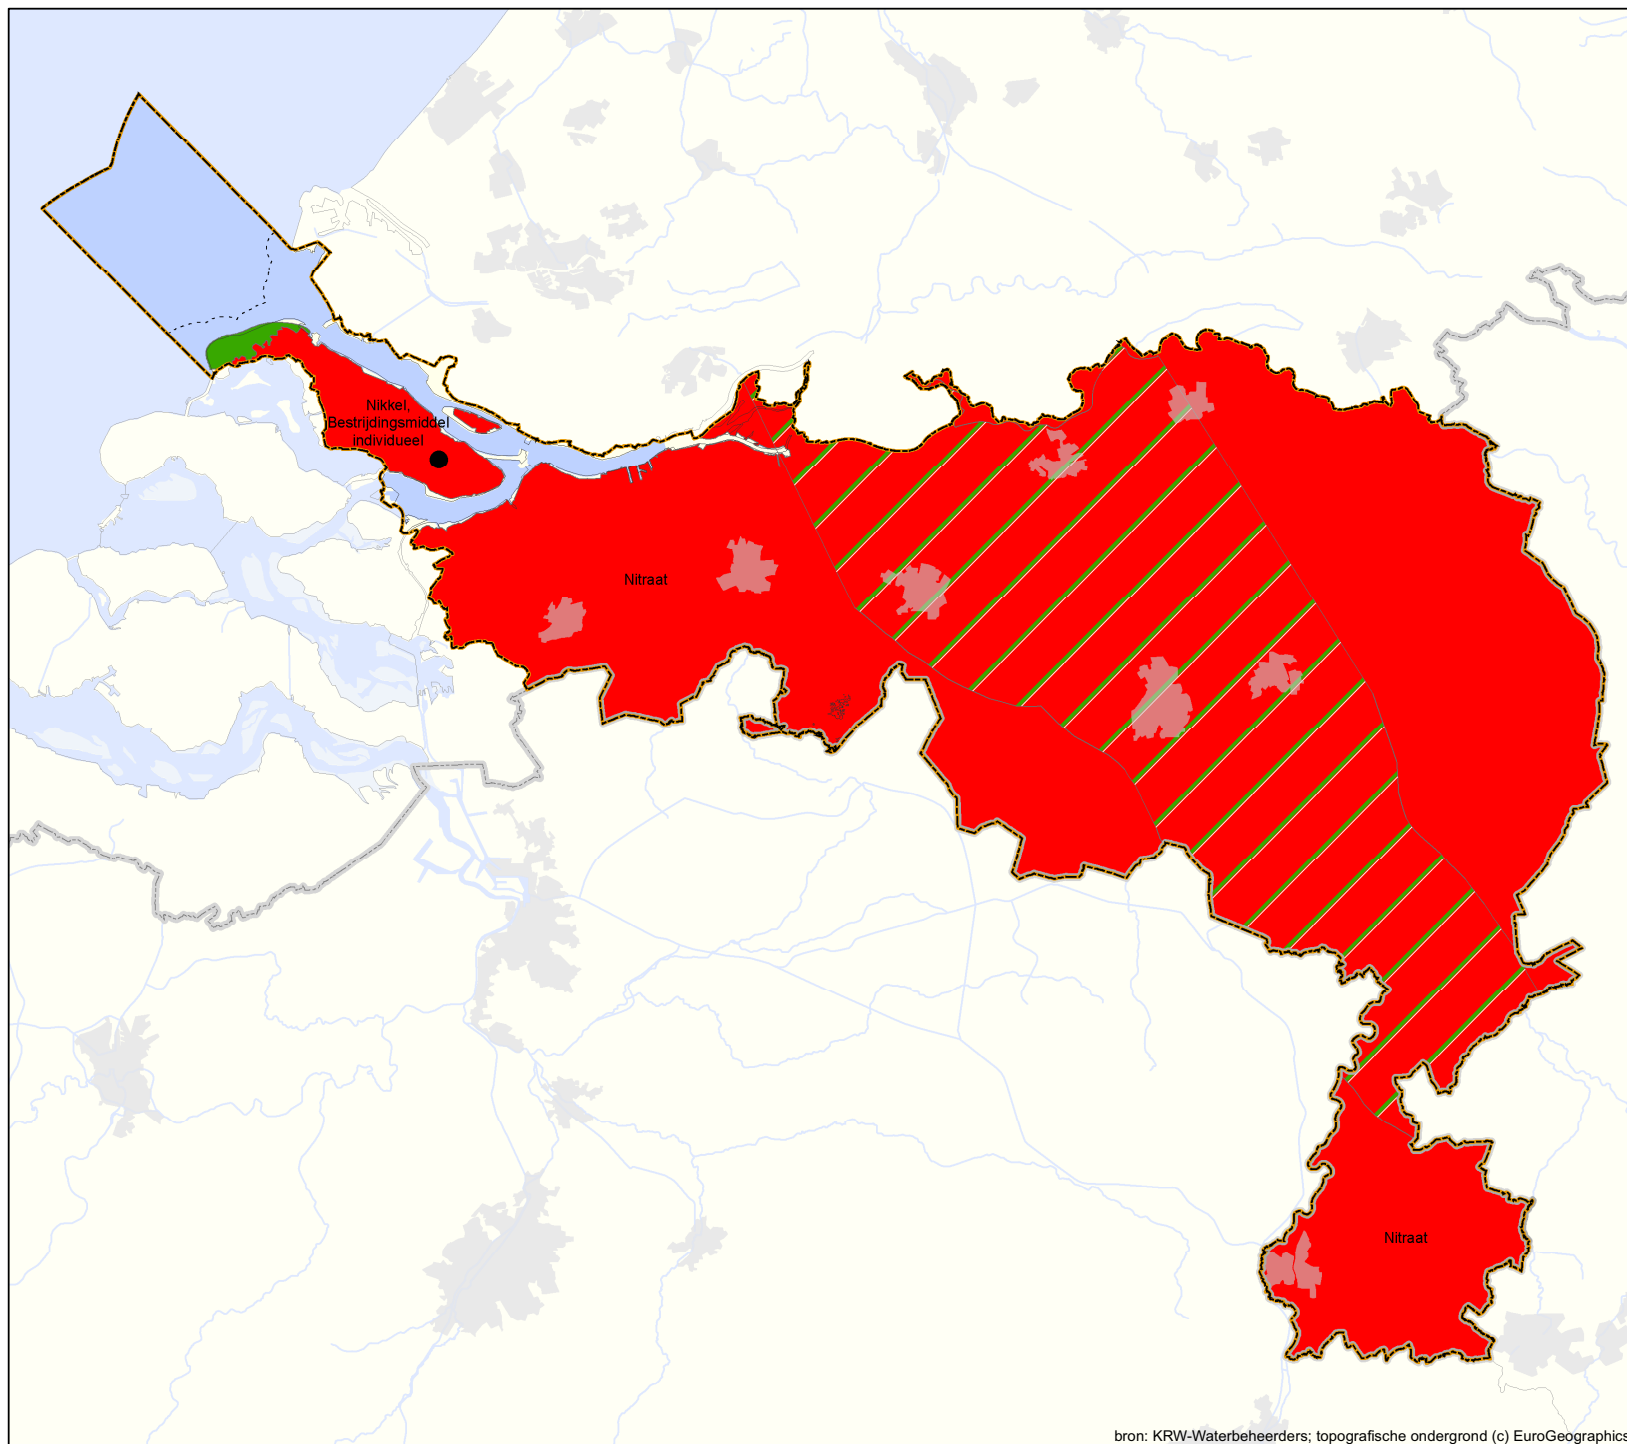 Nikkel,
Bestrijdingsmiddel
individueel
Nitraat
Nitraat
bron: KRW-Waterbeheerders; topografische ondergrond (c) EuroGeographics